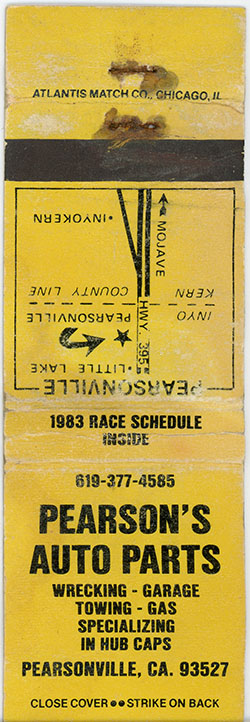 ATLANTIS MATCH CO., CHICAGO, IL
PEARSONVILLE
• LITTLE LAKE
HWY 395
PEARSONVILLE
INYO
KERN
COUNTY LINE
MOJAVE
• INYOKERN
1983 RACE SCHEDULE
INSIDE
619-377-4585
PEARSON'S
AUTO PARTS
WRECKING - GARAGE
TOWING - GAS
SPECIALIZING
IN HUB CAPS
PEARSONVILLE, CA. 93527
CLOSE COVER •• STRIKE ON BACK